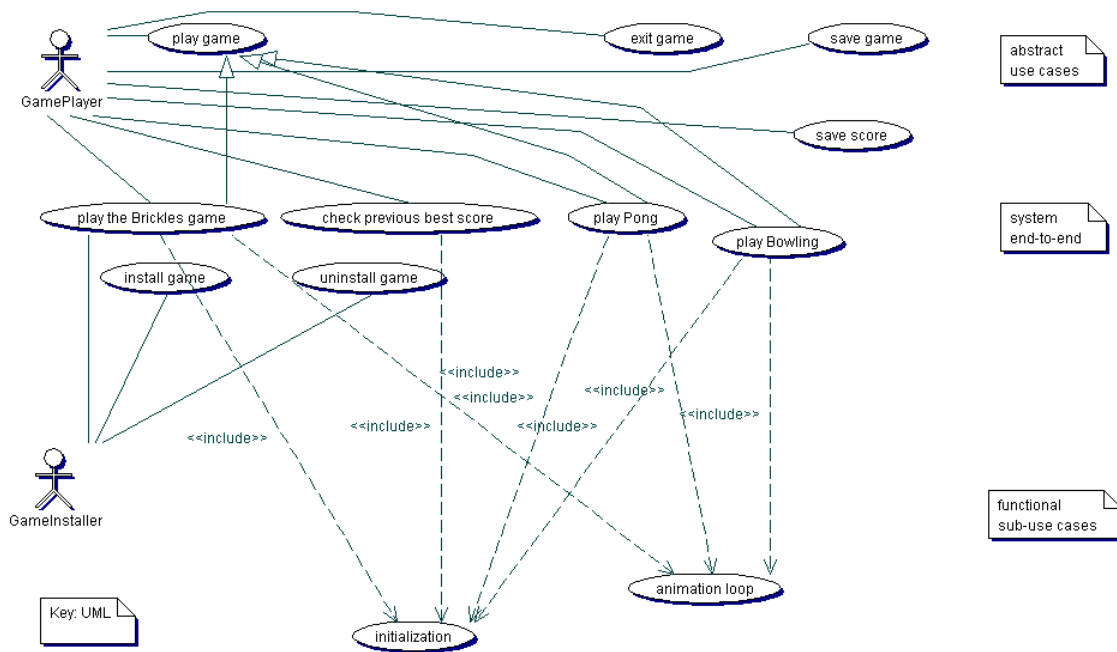 play game
exit game
save game
abstract
use cases
GamePlayer
save score
play the Brickles game
check previous best score
play Pong
play Bowling
system
end-to-end
install game
uninstall game
<<include>>
<<include>>
<<include>>
<<include>>
<<include>>
<<include>>
<<include>>
GameInstaller
functional
sub-use cases
animation loop
Key: UML
initialization